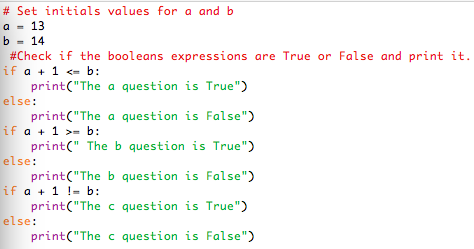 # Set initials values for a and b
a = 13
b = 14
#Check if the booleans expressions are True or False and print it.
if a + 1 <= b:
print("The a question is True")
else:
print("The a question is False")
if a + 1 >= b:
print(" The b question is True")
else:
print("The b question is False")
if a + 1 != b:
print("The c question is True")
else:
print("The c question is False")